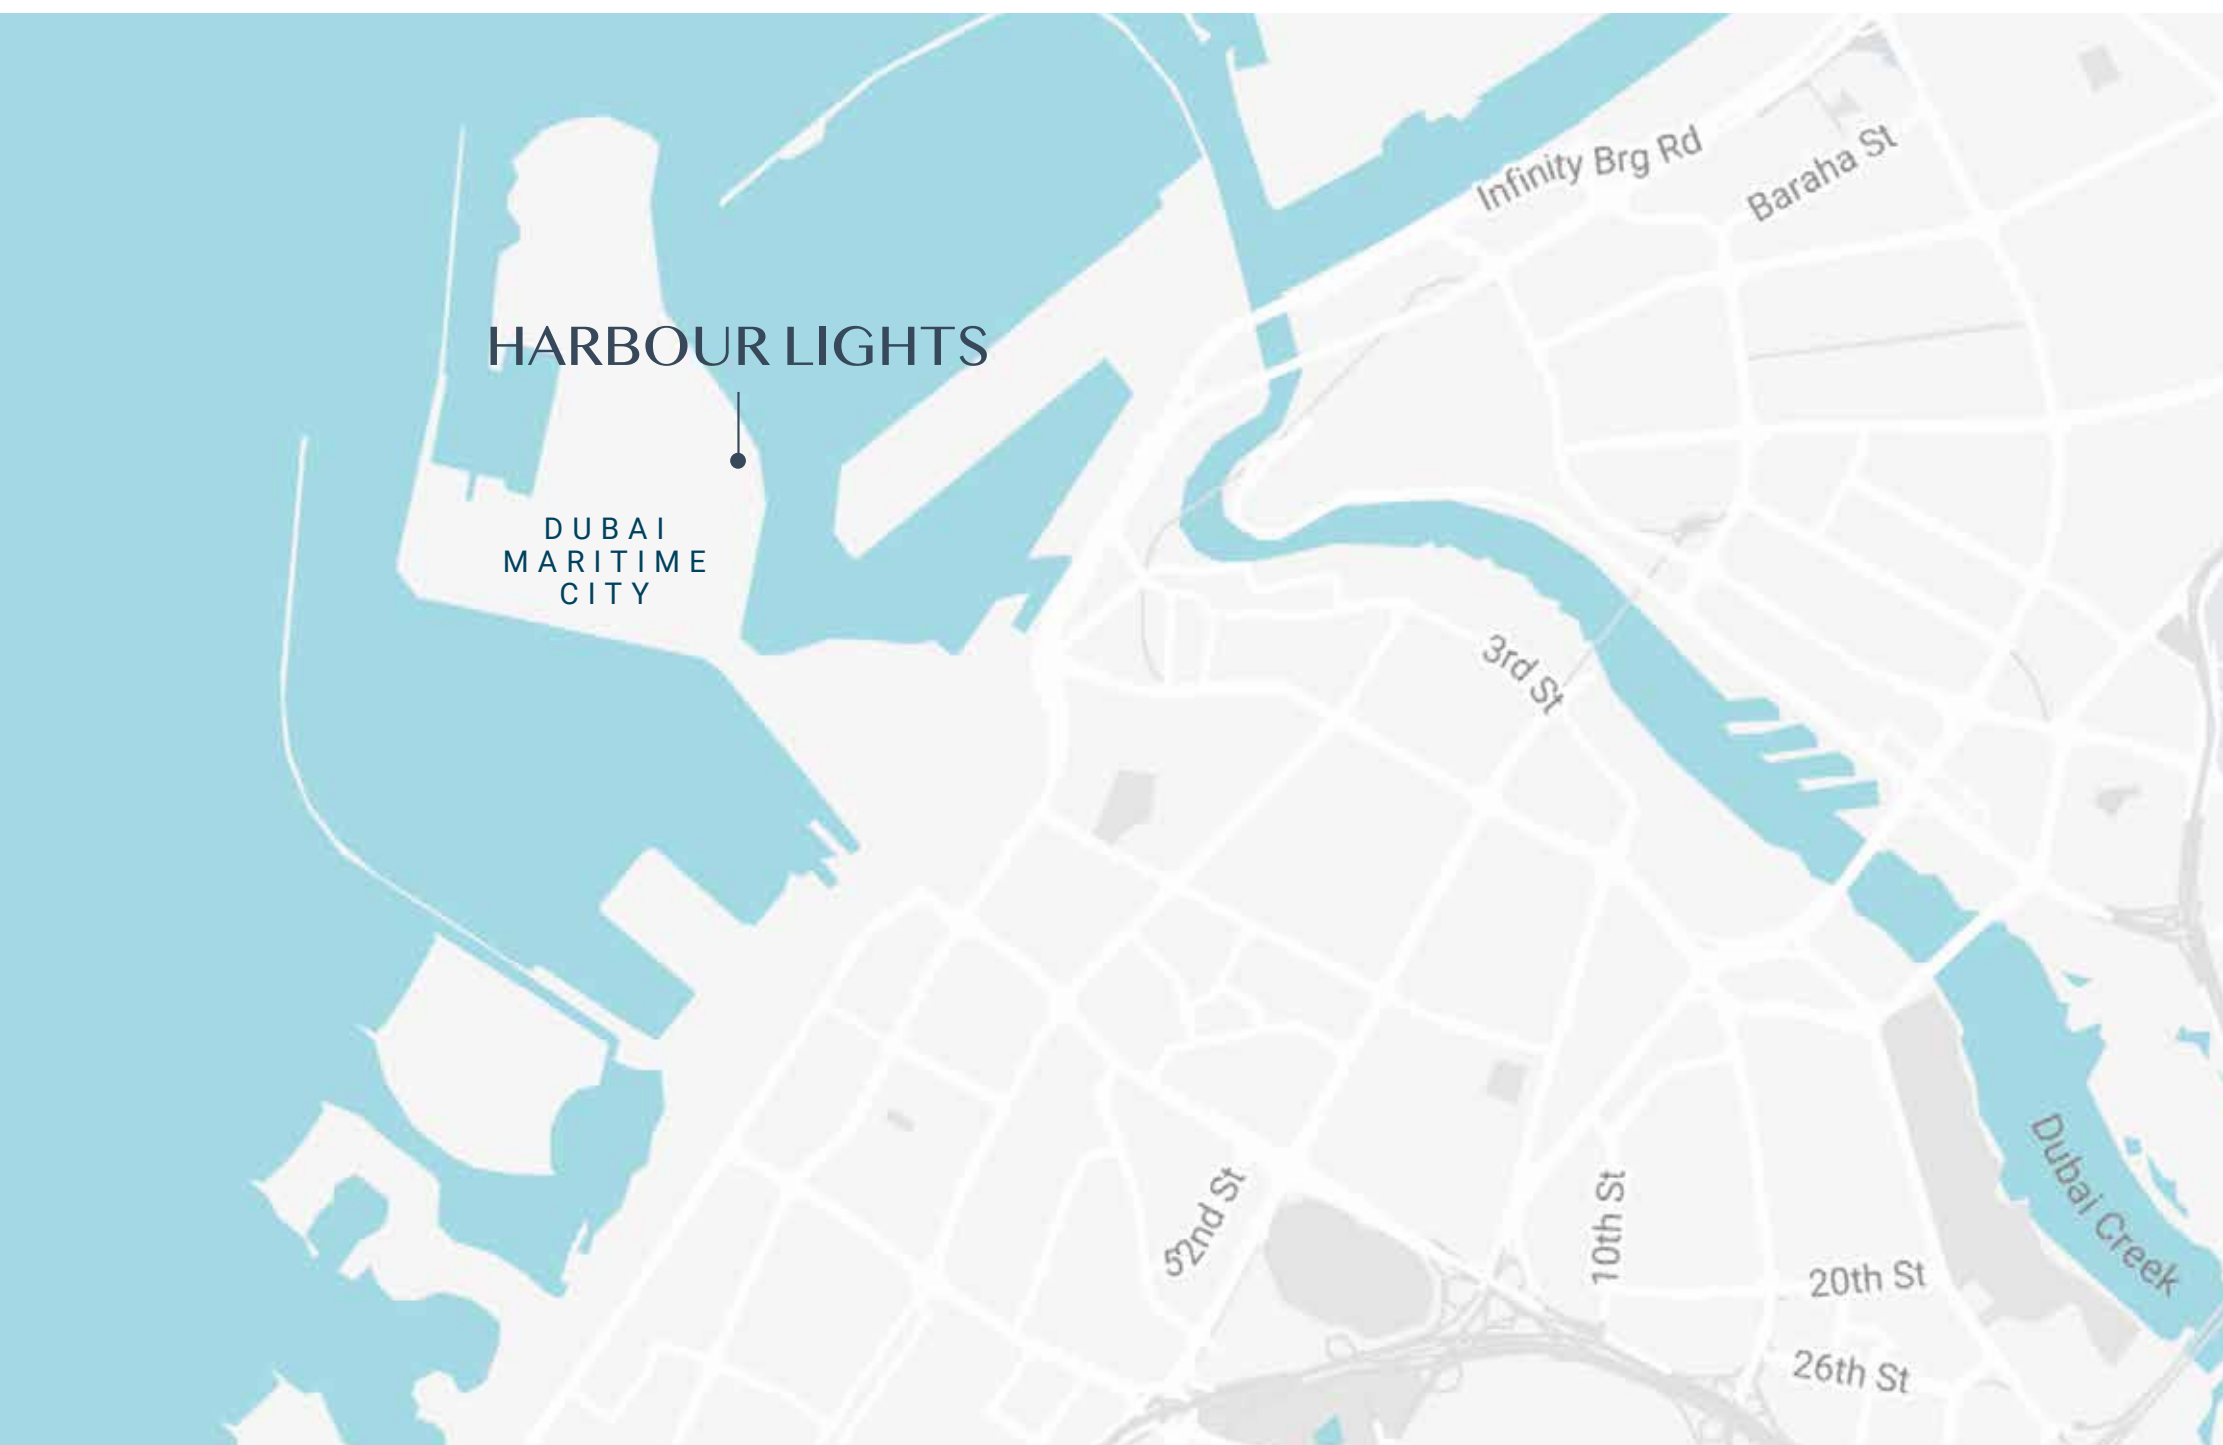 Infinity Brg Rd
Baraha St
HARBOUR LIGHTS
DUBAI
MARITIME
CITY
3rd St
52nd St
10th St
20th St
Dubai Creek
26th St